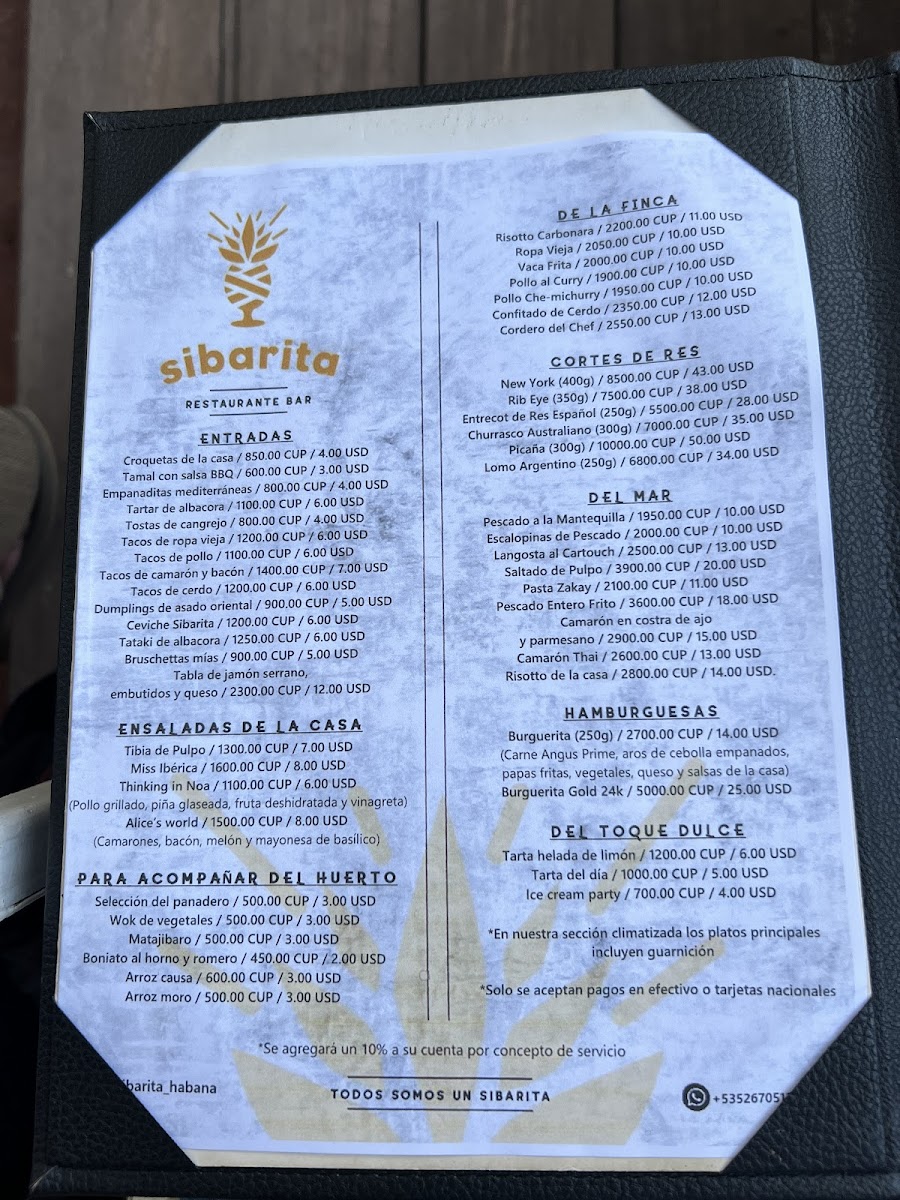 sibarita
RESTAURANTE BAR
ENTRADAS
Croquetas de la casa / 850.00 CUP / 4.00 USD
Tamal con salsa BBQ / 600.00 CUP / 3.00 USD
Empanaditas mediterráneas / 800.00 CUP / 4.00 USD
Tartar de albacora / 1100.00 CUP / 6.00 USD
Tostas de cangrejo / 800.00 CUP / 4.00 USD
Tacos de ropa vieja / 1200.00 CUP / 6.00 USD
Tacos de pollo / 1100.00 CUP / 6.00 USD
Tacos de camarón y bacón / 1400.00 CUP / 7.00 USD
Tacos de cerdo / 1200.00 CUP / 6.00 USD
Dumplings de asado oriental / 900.00 CUP / 5.00 USD
Ceviche Sibarita / 1200.00 CUP / 6.00 USD
Tataki de albacora / 1250.00 CUP / 6.00 USD
Bruschettas mías / 900.00 CUP / 5.00 USD
Tabla de jamón serrano,
embutidos y queso / 2300.00 CUP / 12.00 USD
ENSALADAS DE LA CASA
Tibia de Pulpo / 1300.00 CUP / 7.00 USD
Miss Ibérica / 1600.00 CUP / 8.00 USD
Thinking in Noa / 1100.00 CUP / 6.00 USD
(Pollo grillado, piña glaseada, fruta deshidratada y vinagreta)
Alice's world / 1500.00 CUP / 8.00 USD
(Camarones, bacón, melón y mayonesa de basílico)
PARA ACOMPAÑAR DEL HUERTO
Selección del panadero / 500.00 CUP / 3.00 USD
Wok de vegetales / 500.00 CUP / 3.00 USD
Matajibaro / 500.00 CUP / 3.00 USD
Boniato al horno y romero / 450.00 CUP / 2.00 USD
Arroz causa / 600.00 CUP / 3.00 USD
Arroz moro / 500.00 CUP / 3.00 USD
DE LA FINCA
Risotto Carbonara / 2200.00 CUP / 11.00 USD
Ropa Vieja / 2050.00 CUP / 10.00 USD
Vaca Frita / 2000.00 CUP / 10.00 USD
Pollo al Curry / 1900.00 CUP / 10.00 USD
Pollo Che-michurry / 1950.00 CUP / 10.00 USD
Confitado de Cerdo / 2350.00 CUP / 12.00 USD
Cordero del Chef / 2550.00 CUP / 13.00 USD
CORTES DE RES
New York (400g) / 8500.00 CUP / 43.00 USD
Rib Eye (350g) / 7500.00 CUP / 38.00 USD
Entrecot de Res Español (250g) / 5500.00 CUP / 28.00 USD
Churrasco Australiano (300g) / 7000.00 CUP / 35.00 USD
Picaña (300g) / 10000.00 CUP / 50.00 USD
Lomo Argentino (250g) / 6800.00 CUP / 34.00 USD
DEL MAR
Pescado a la Mantequilla / 1950.00 CUP / 10.00 USD
Escalopinas de Pescado / 2000.00 CUP / 10.00 USD
Langosta al Cartouch / 2500.00 CUP / 13.00 USD
Saltado de Pulpo / 3900.00 CUP / 20.00 USD
Pasta Zakay / 2100.00 CUP / 11.00 USD
Pescado Entero Frito / 3600.00 CUP / 18.00 USD
Camarón en costra de ajo
y parmesano / 2900.00 CUP / 15.00 USD
Camarón Thai / 2600.00 CUP / 13.00 USD
Risotto de la casa / 2800.00 CUP / 14.00 USD.
HAMBURGUESAS
Burguerita (250g) / 2700.00 CUP / 14.00 USD
(Carne Angus Prime, aros de cebolla empanados,
papas fritas, vegetales, queso y salsas de la casa)
Burguerita Gold 24k / 5000.00 CUP / 25.00 USD
DEL TOQUE DULCE
Tarta helada de limón / 1200.00 CUP / 6.00 USD
Tarta del día / 1000.00 CUP / 5.00 USD
Ice cream party / 700.00 CUP / 4.00 USD
*En nuestra sección climatizada los platos principales
incluyen guarnición
*Solo se aceptan pagos en efectivo o tarjetas nacionales
*Se agregará un 10% a su cuenta por concepto de servicio
barita_habana
TODOS SOMOS UN SIBARITA
+535267051